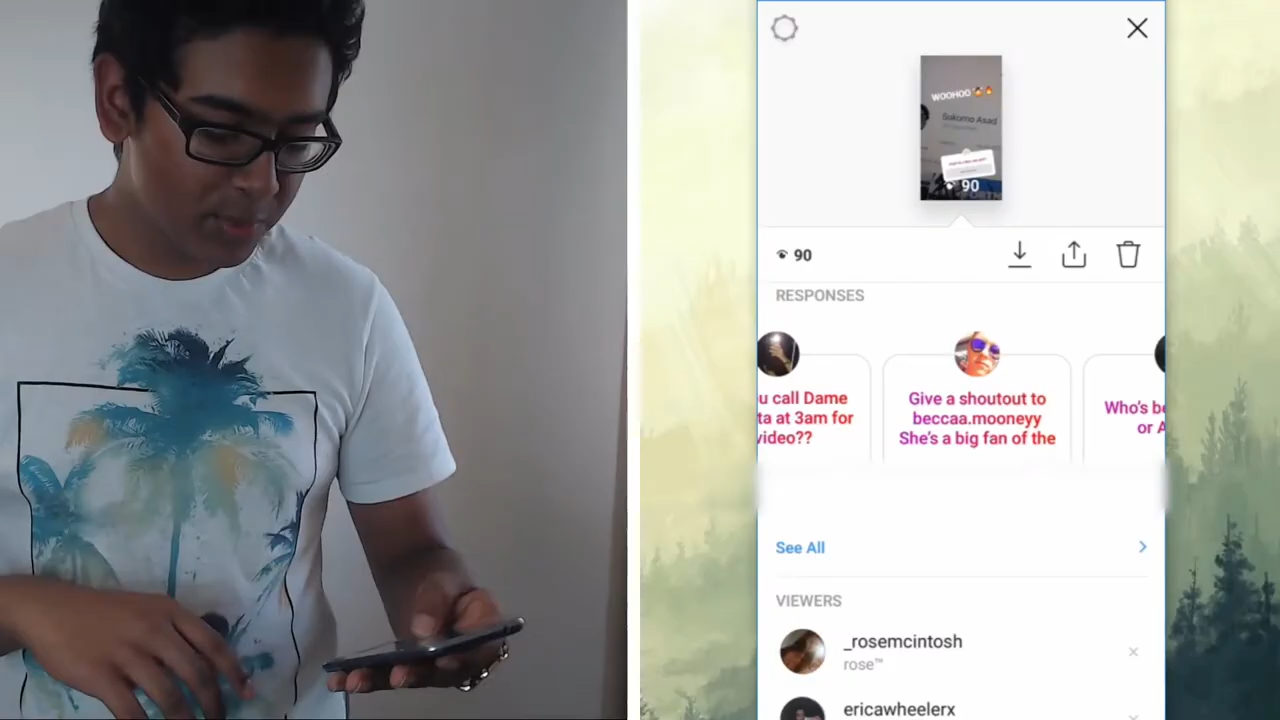 WOOHOO
Sukomo Asad
90
90
RESPONSES
u call Dame
ta at 3am for
video??
Give a shoutout to
beccaa.mooneyy
She's a big fan of the
Who's be
or A
See All
VIEWERS
_rosemcintosh
rose™
ericawheelerx